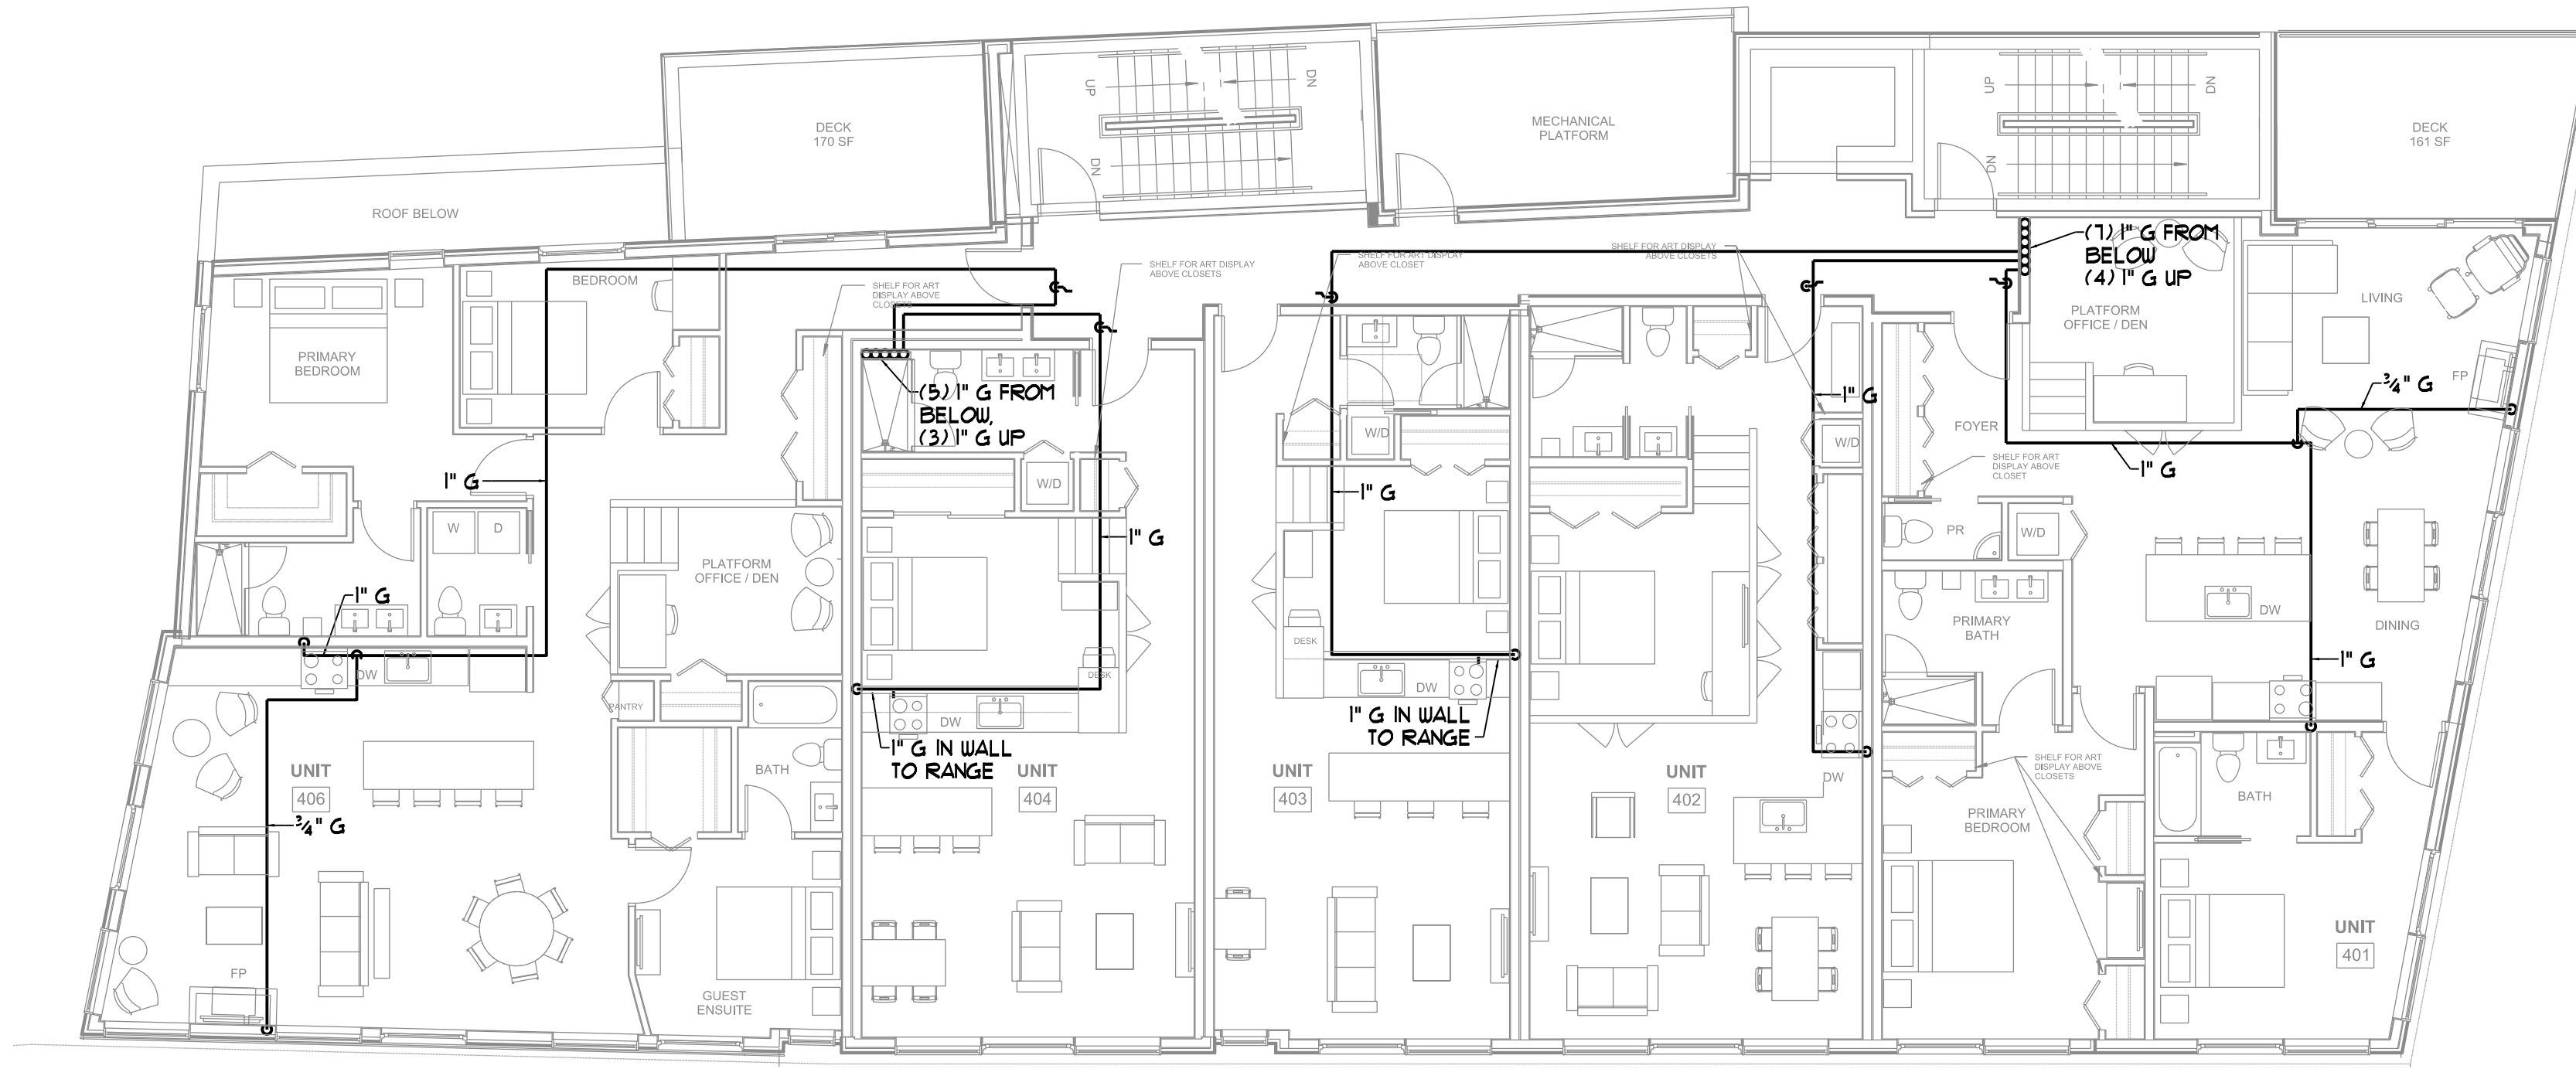 UP
DN
DN
UP
DN
DN
DECK
170 SF
MECHANICAL
PLATFORM
DECK
161 SF
ROOF BELOW
(7) 1" G FROM
BELOW
(4) 1" G UP
SHELF FOR ART DISPLAY
ABOVE CLOSETS
SHELF FOR ART DISPLAY
ABOVE CLOSET
SHELF FOR ART DISPLAY
ABOVE CLOSETS
BEDROOM
SHELF FOR ART
DISPLAY ABOVE
CLOSETS
LIVING
PLATFORM
OFFICE / DEN
PRIMARY
BEDROOM
(5) 1" G FROM
BELOW,
(3) 1" G UP
1" G
3/4" G
FP
FOYER
W/D
W/D
SHELF FOR ART
DISPLAY ABOVE
CLOSET
1" G
1" G
W/D
1" G
W
D
1" G
PR
W/D
PLATFORM
OFFICE / DEN
1" G
DW
DINING
PRIMARY
BATH
DESK
DW
DESK
DW
1" G
PANTRY
1" G IN WALL
TO RANGE
DW
1" G IN WALL
TO RANGE
BATH
UNIT
406
UNIT
404
UNIT
403
UNIT
402
DW
SHELF FOR ART
DISPLAY ABOVE
CLOSETS
BATH
3/4" G
PRIMARY
BEDROOM
UNIT
401
FP
GUEST
ENSUITE